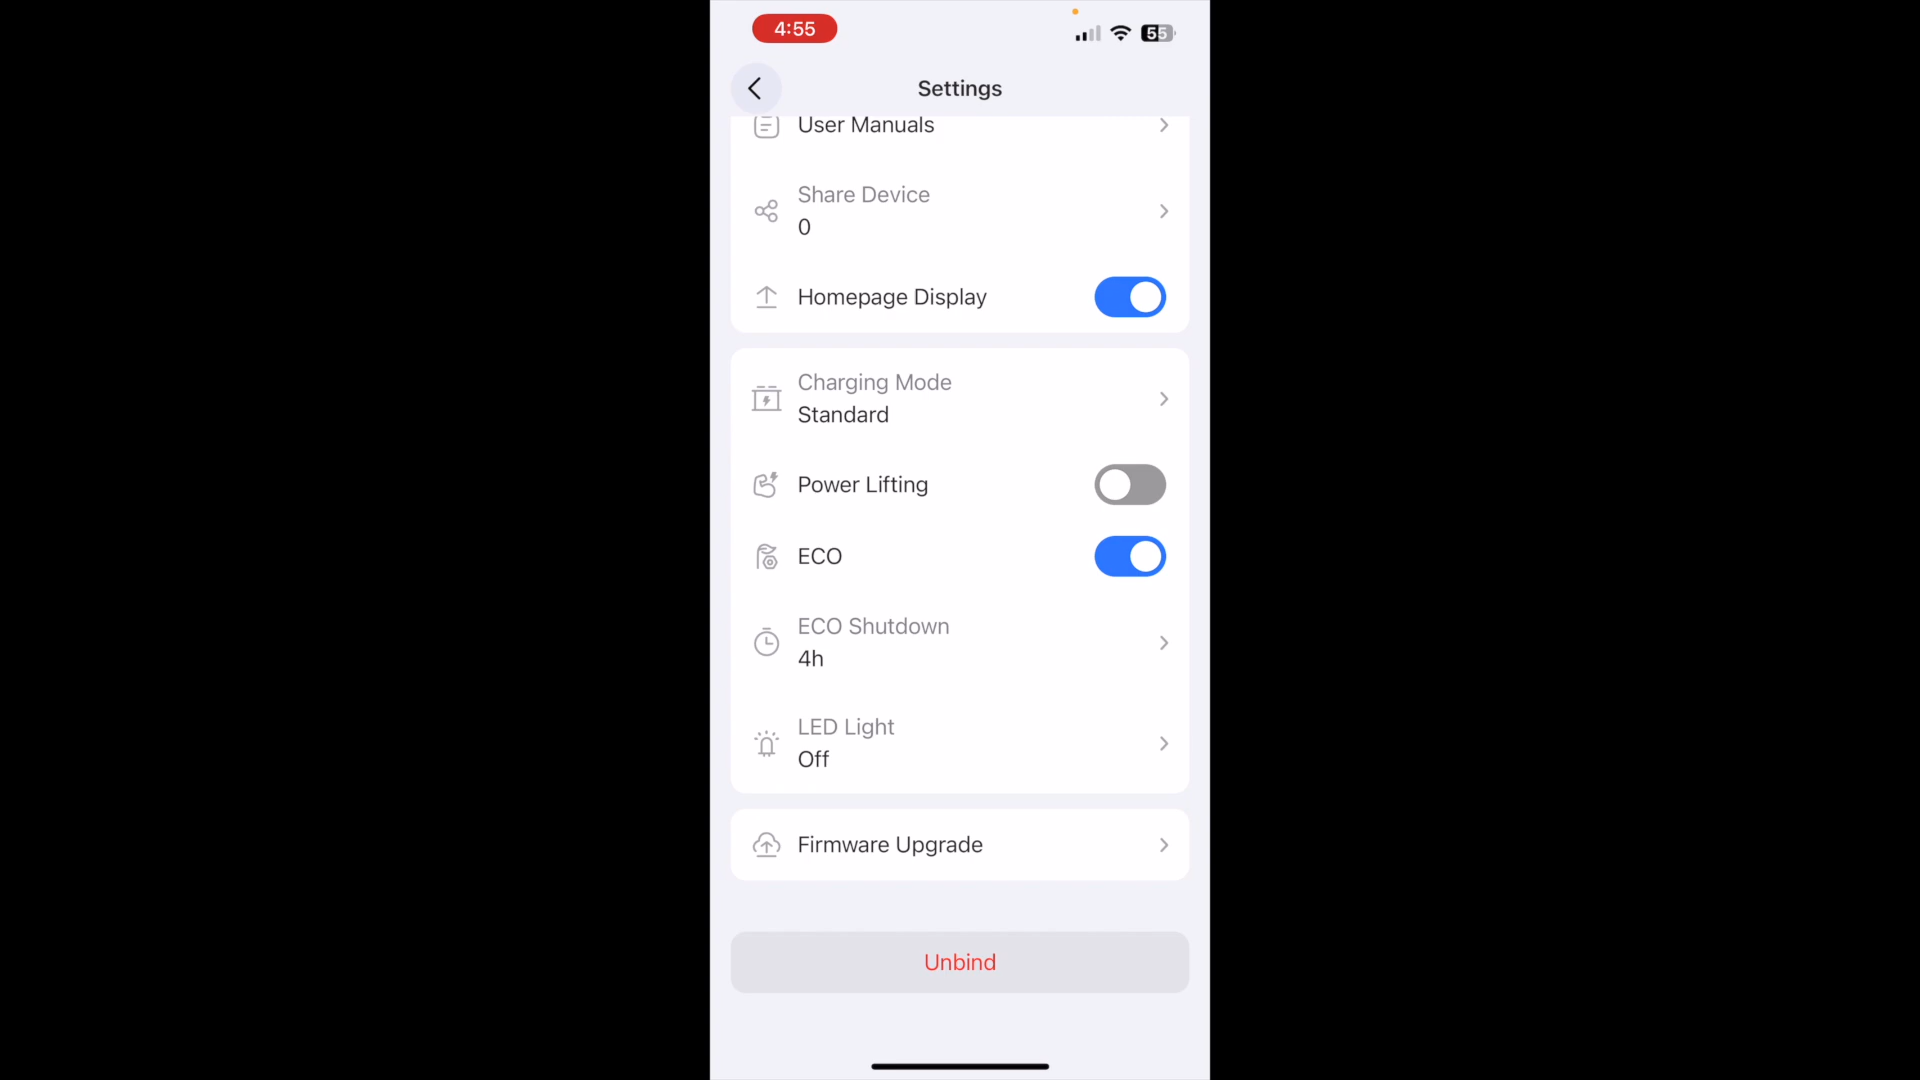 4:55
55
Settings
User Manuals
Share Device
0
Homepage Display
Charging Mode
Standard
Power Lifting
ECO
ECO Shutdown
4h
LED Light
Off
Firmware Upgrade
Unbind